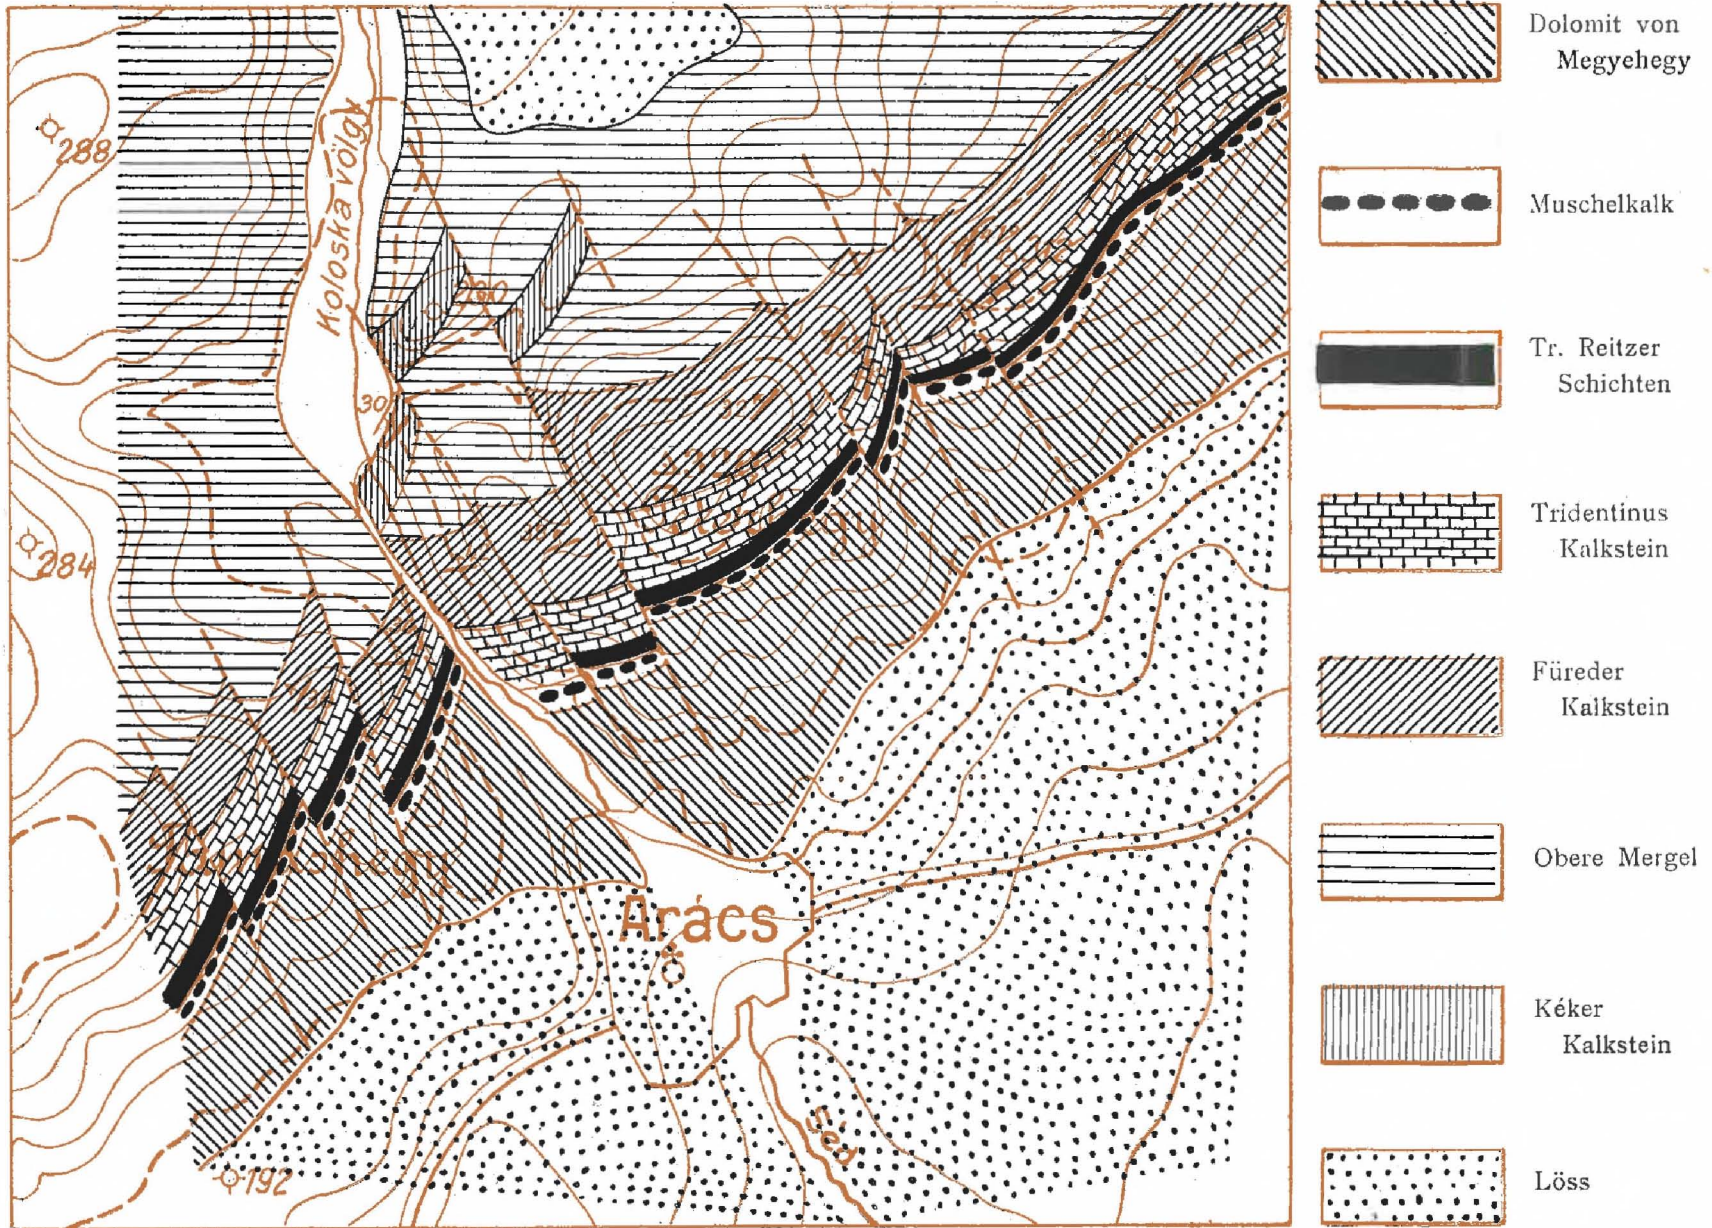 288
Koloska völgy
30
284
Arács
Séd
192
Dolomit von
Megyehegy
Muschelkalk
Tr. Reitzer
Schichten
Tridentinus
Kalkstein
Füreder
Kalkstein
Obere Mergel
Kéker
Kalkstein
Löss